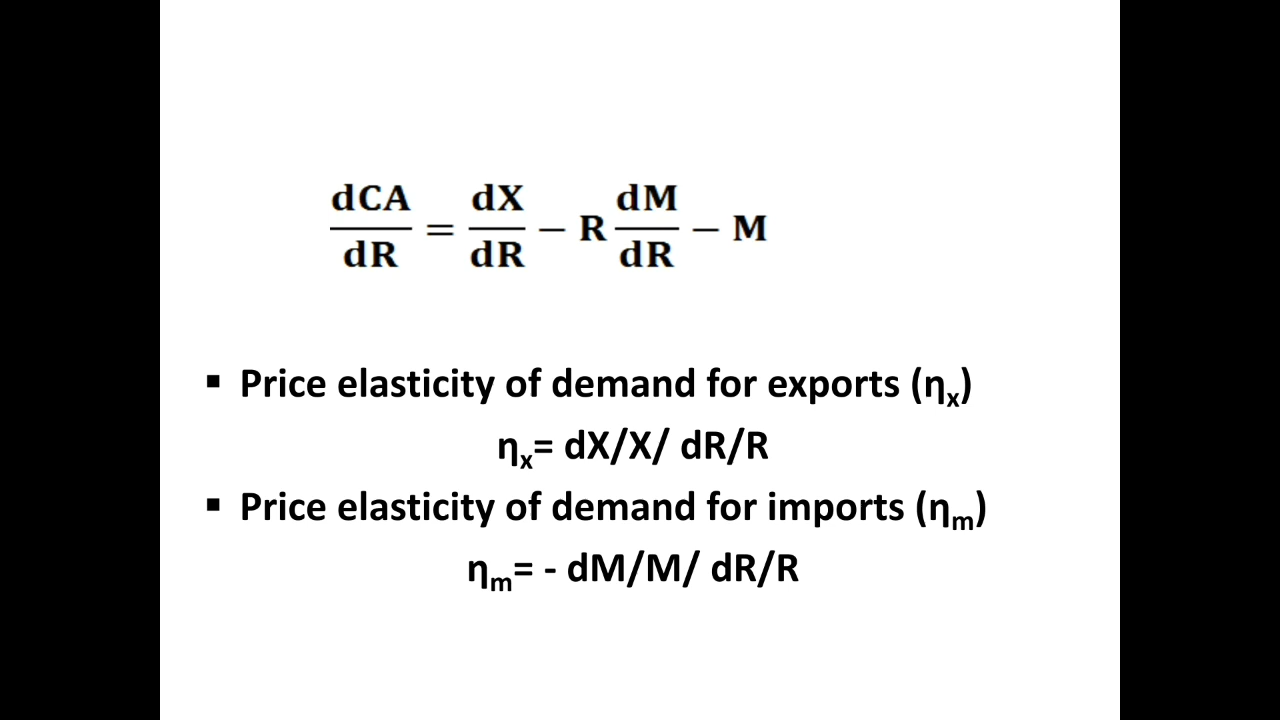 dCA/dR = dX/dR − R dM/dR − M
▪ Price elasticity of demand for exports (ηx)
ηx= dX/X/ dR/R
▪ Price elasticity of demand for imports (ηm)
ηm= - dM/M/ dR/R